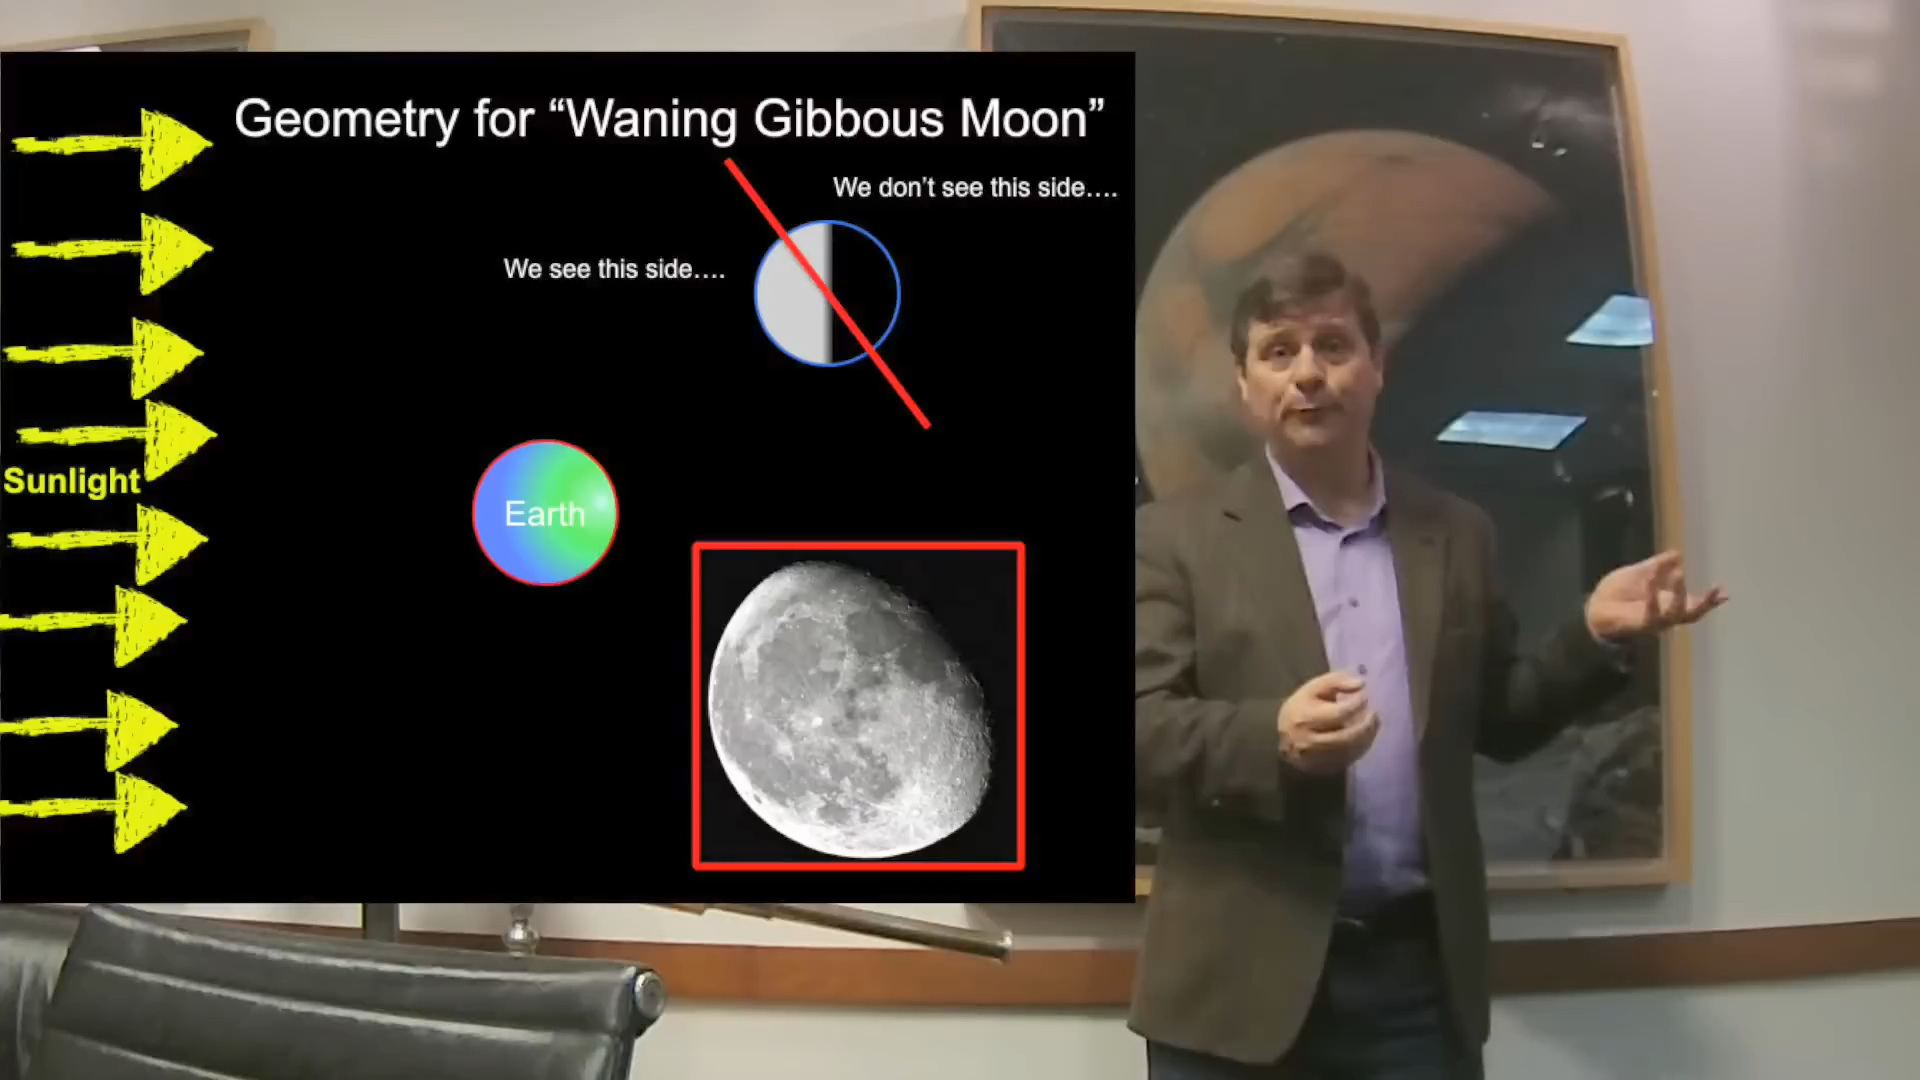 Geometry for “Waning Gibbous Moon”
We don’t see this side….
We see this side….
Sunlight
Earth